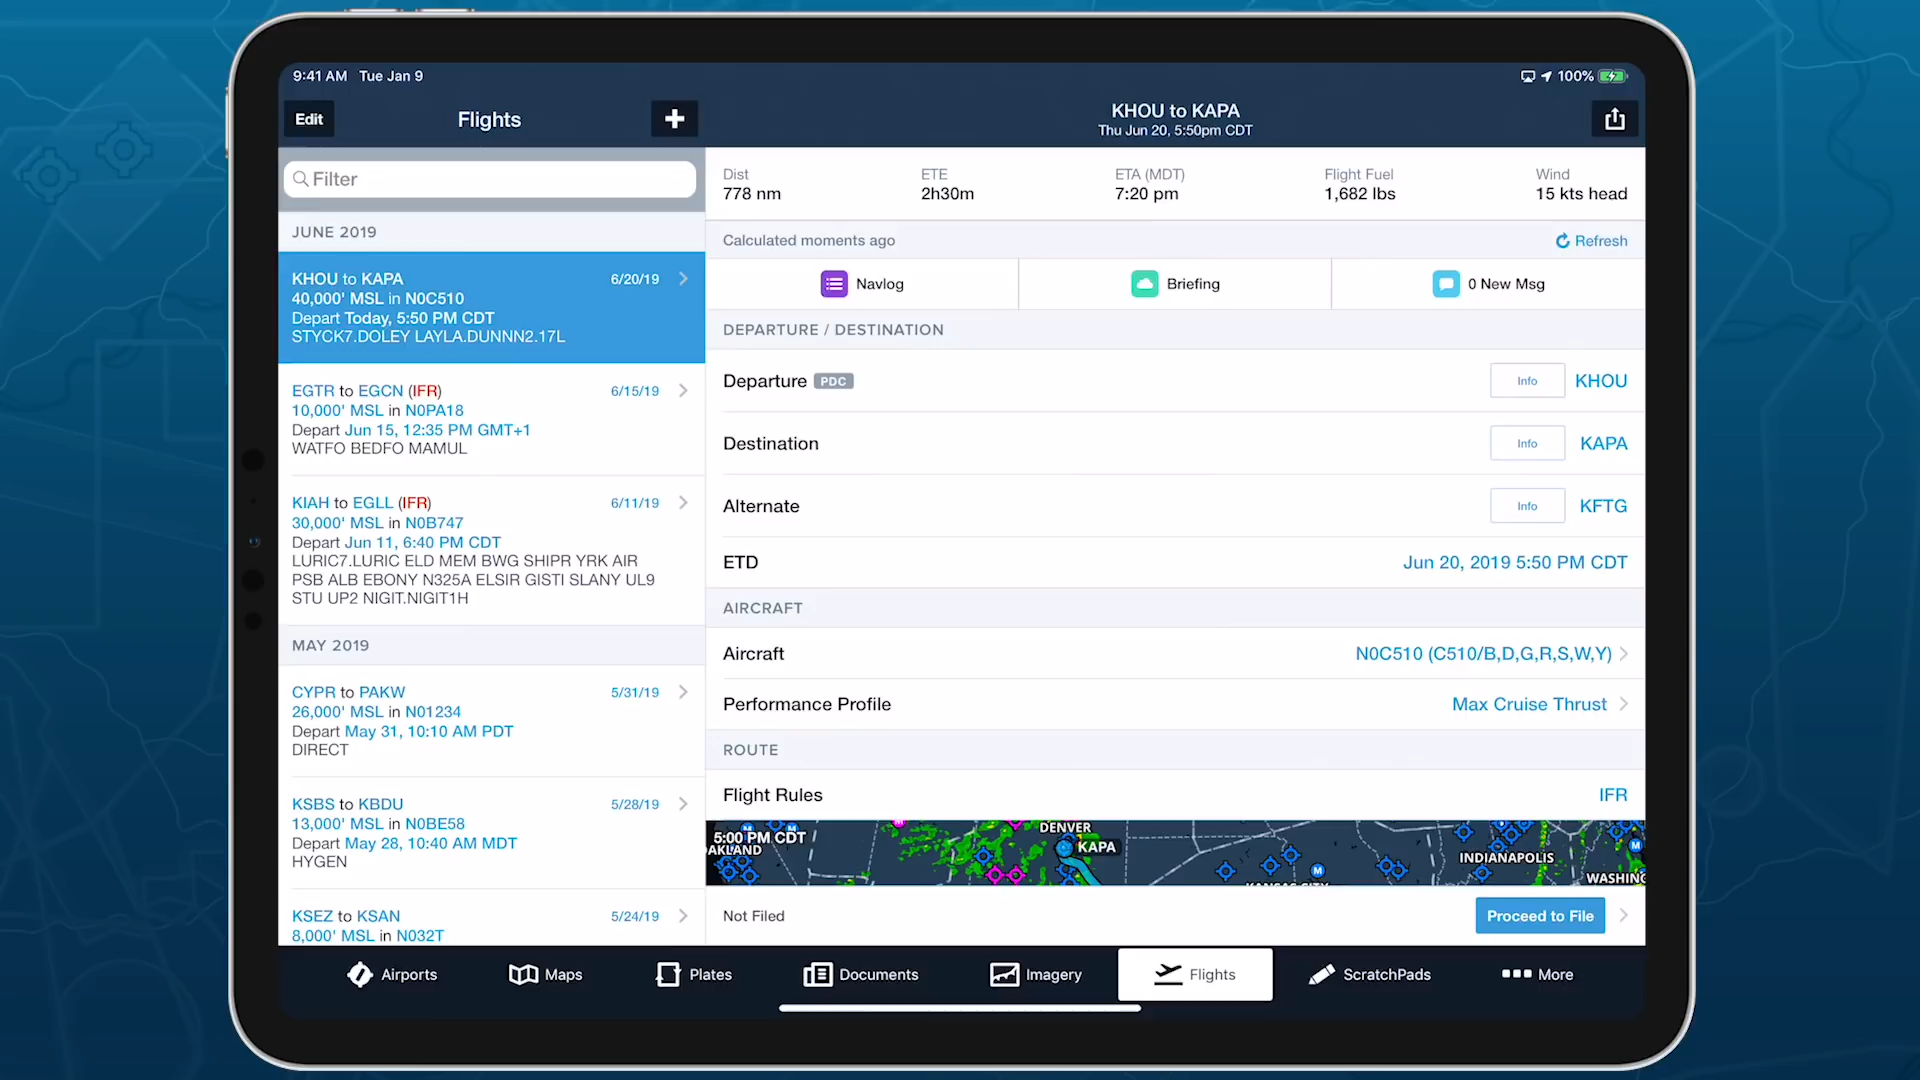 9:41 AM Tue Jan 9
100%
Edit
Flights
KHOU to KAPA
Thu Jun 20, 5:50pm CDT
Filter
JUNE 2019
KHOU to KAPA 6/20/19
40,000' MSL in N0C510
Depart Today, 5:50 PM CDT
STYCK7.DOLEY LAYLA.DUNNN2.17L
EGTR to EGCN (IFR) 6/15/19
10,000' MSL in N0PA18
Depart Jun 15, 12:35 PM GMT+1
WATFO BEDFO MAMUL
KIAH to EGLL (IFR) 6/11/19
30,000' MSL in N0B747
Depart Jun 11, 6:40 PM CDT
LURIC7.LURIC ELD MEM BWG SHIPR YRK AIR
PSB ALB EBONY N325A ELSIR GISTI SLANY UL9
STU UP2 NIGIT.NIGIT1H
MAY 2019
CYPR to PAKW 5/31/19
26,000' MSL in N01234
Depart May 31, 10:10 AM PDT
DIRECT
KSBS to KBDU 5/28/19
13,000' MSL in N0BE58
Depart May 28, 10:40 AM MDT
HYGEN
KSEZ to KSAN 5/24/19
8,000' MSL in N032T
Dist ETE ETA (MDT) Flight Fuel Wind
778 nm 2h30m 7:20 pm 1,682 lbs 15 kts head
Calculated moments ago Refresh
Navlog Briefing 0 New Msg
DEPARTURE / DESTINATION
Departure PDC Info KHOU
Destination Info KAPA
Alternate Info KFTG
ETD Jun 20, 2019 5:50 PM CDT
AIRCRAFT
Aircraft N0C510 (C510/B,D,G,R,S,W,Y)
Performance Profile Max Cruise Thrust
ROUTE
Flight Rules IFR
5:00 PM CDT
DENVER
KAPA
AKLAND
INDIANAPOLIS
KANSAS CITY
WASHING
Not Filed Proceed to File
Airports Maps Plates Documents Imagery Flights ScratchPads More